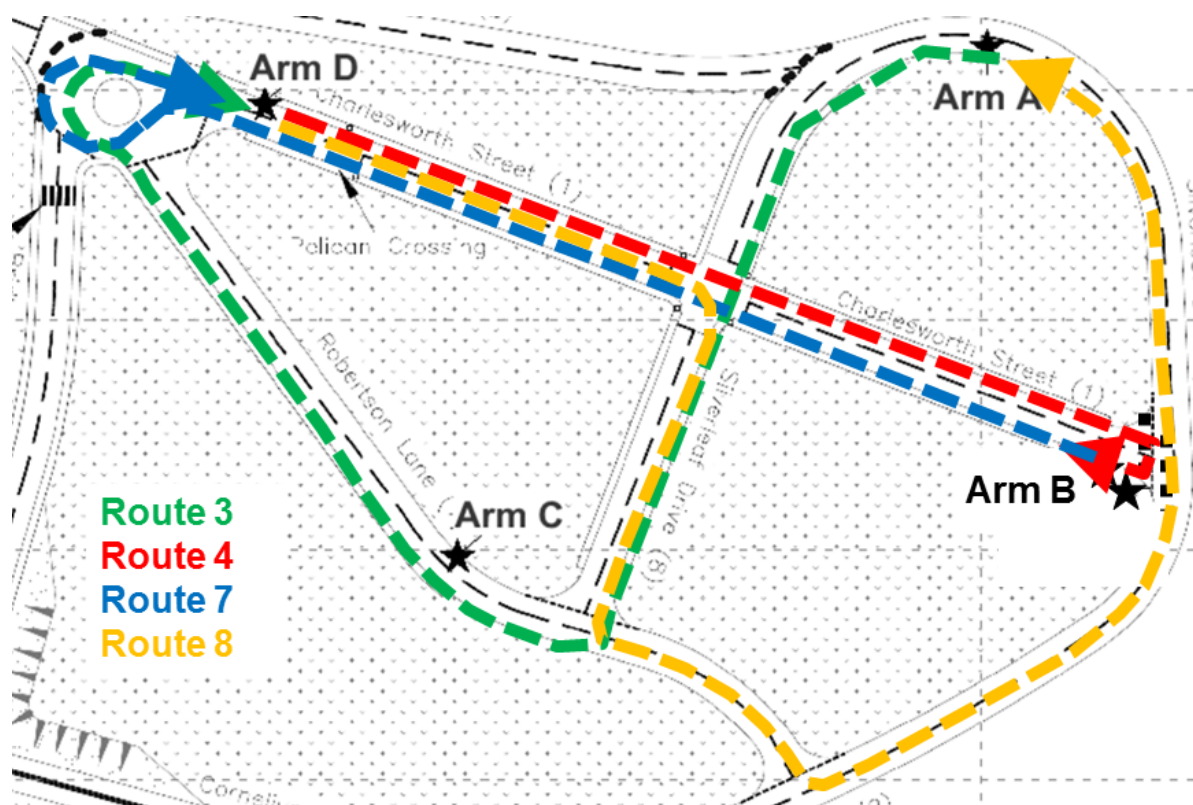 Arm D
Arm A
Charlesworth Street (1)
Pelican Crossing
Charlesworth Street (1)
Robertson Lane (
Silverleaf Drive (8)
Arm B
Arm C
Route 3
Route 4
Route 7
Route 8